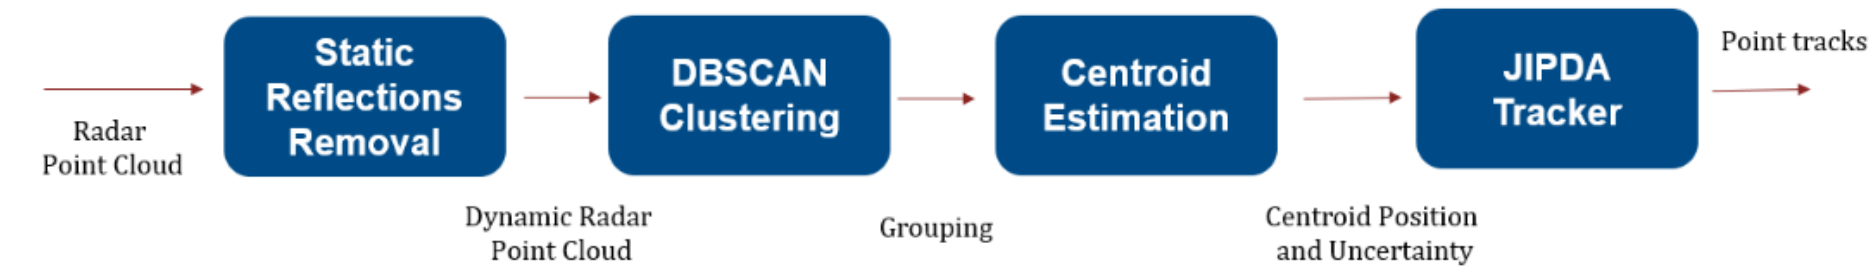 Radar
Point Cloud
Static
Reflections
Removal
Dynamic Radar
Point Cloud
DBSCAN
Clustering
Grouping
Centroid
Estimation
Centroid Position
and Uncertainty
JIPDA
Tracker
Point tracks